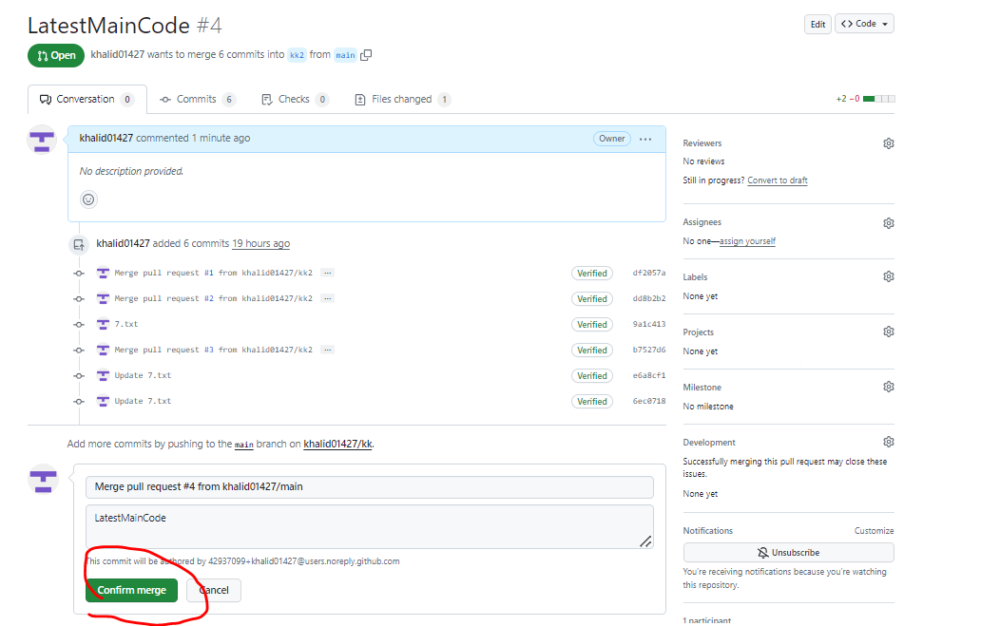 LatestMainCode #4
Edit
<> Code
Open
khalid01427 wants to merge 6 commits into kk2 from main
Conversation 0
Commits 6
Checks 0
Files changed 1
+2 −0
khalid01427 commented 1 minute ago
Owner
...
No description provided.
khalid01427 added 6 commits 19 hours ago
Merge pull request #1 from khalid01427/kk2 ...
Verified
df2057a
Merge pull request #2 from khalid01427/kk2 ...
Verified
dd8b2b2
7.txt
Verified
9a1c413
Merge pull request #3 from khalid01427/kk2 ...
Verified
b7527d6
Update 7.txt
Verified
e6a8cf1
Update 7.txt
Verified
6ec0718
Add more commits by pushing to the main branch on khalid01427/kk.
Merge pull request #4 from khalid01427/main
LatestMainCode
This commit will be authored by 42937099+khalid01427@users.noreply.github.com
Confirm merge
Cancel
Reviewers
No reviews
Still in progress? Convert to draft
Assignees
No one—assign yourself
Labels
None yet
Projects
None yet
Milestone
No milestone
Development
Successfully merging this pull request may close these
issues.
None yet
Notifications
Customize
Unsubscribe
You're receiving notifications because you're watching
this repository.
1 participant